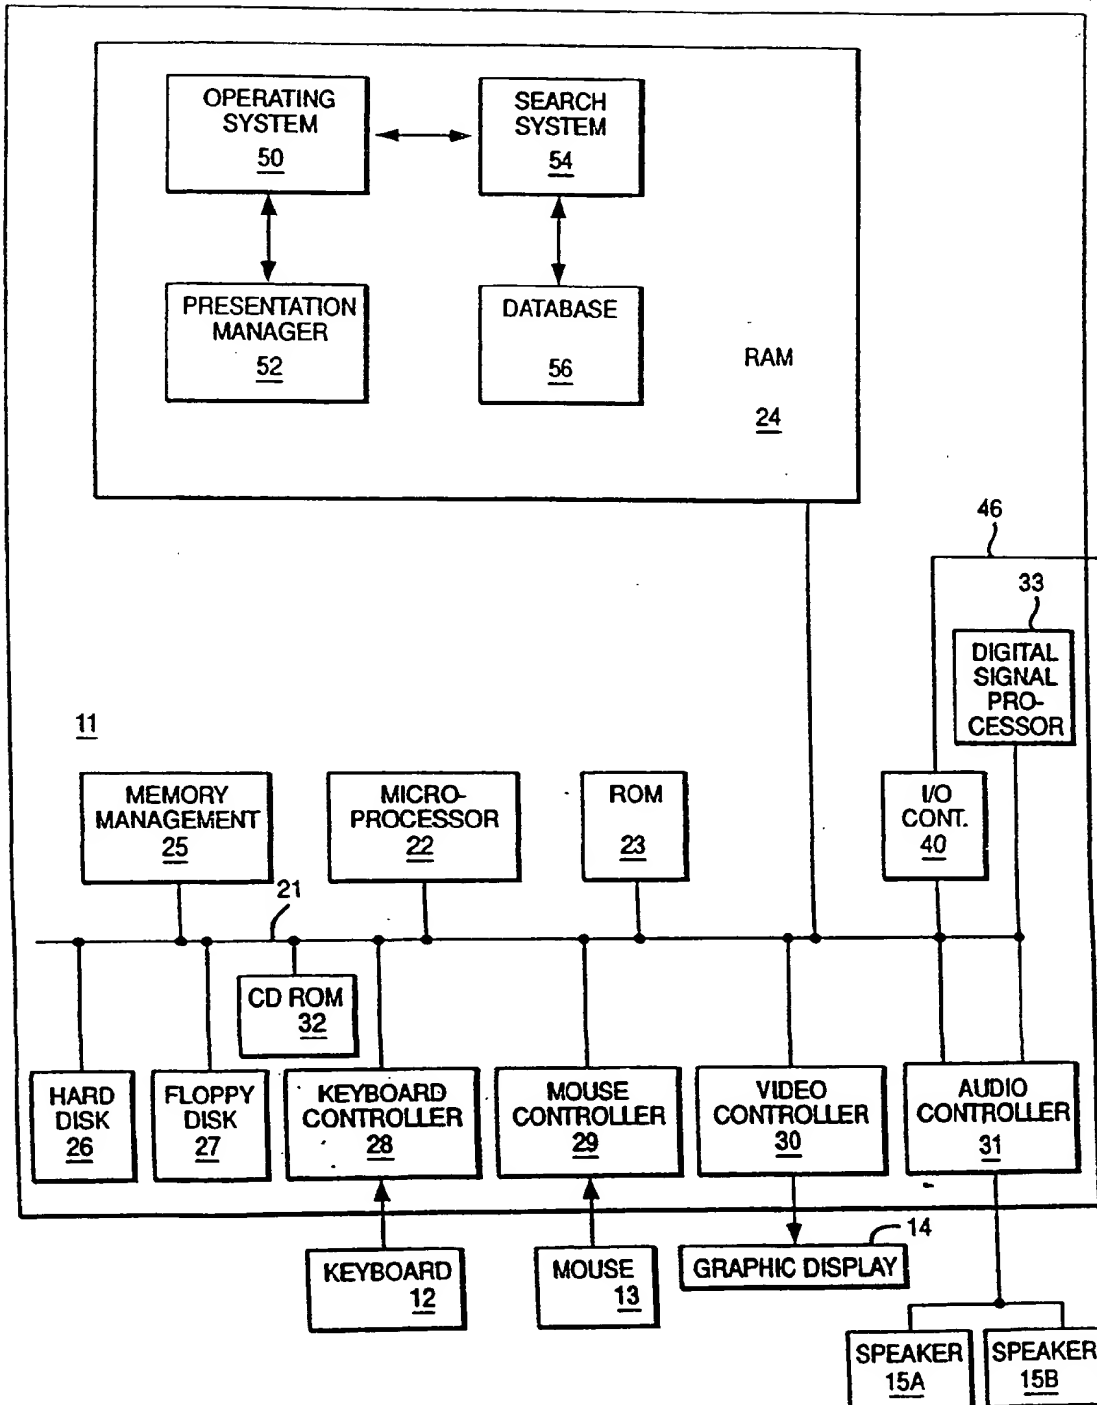 OPERATING
SYSTEM
50
SEARCH
SYSTEM
54
PRESENTATION
MANAGER
52
DATABASE
56
RAM
24
46
33
DIGITAL
SIGNAL
PRO-
CESSOR
11
MEMORY
MANAGEMENT
25
MICRO-
PROCESSOR
22
ROM
23
I/O
CONT.
40
21
CD ROM
32
HARD
DISK
26
FLOPPY
DISK
27
KEYBOARD
CONTROLLER
28
MOUSE
CONTROLLER
29
VIDEO
CONTROLLER
30
AUDIO
CONTROLLER
31
KEYBOARD
12
MOUSE
13
14
GRAPHIC DISPLAY
SPEAKER
15A
SPEAKER
15B